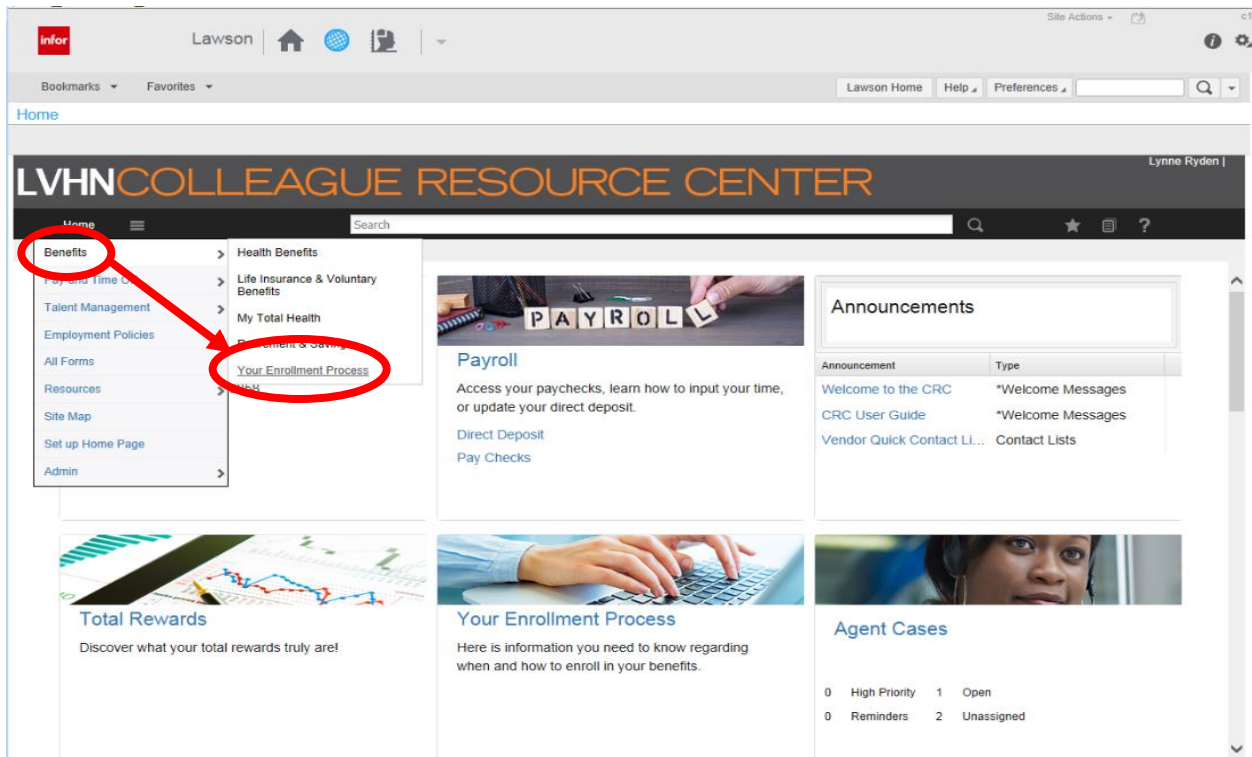 Site Actions
c1
infor
Lawson
Bookmarks
Favorites
Lawson Home
Help
Preferences
Home
LVHNCOLLEAGUE RESOURCE CENTER
Lynne Ryden |
Home
Search
?
Benefits
Pay and Time O
Talent Management
Employment Policies
All Forms
Resources
Site Map
Set up Home Page
Admin
Health Benefits
Life Insurance & Voluntary
Benefits
My Total Health
Your Enrollment Process
PAYROLL
Payroll
Access your paychecks, learn how to input your time,
or update your direct deposit.
Direct Deposit
Pay Checks
Announcements
Announcement Type
Welcome to the CRC *Welcome Messages
CRC User Guide *Welcome Messages
Vendor Quick Contact Li... Contact Lists
Total Rewards
Discover what your total rewards truly are!
Your Enrollment Process
Here is information you need to know regarding
when and how to enroll in your benefits.
Agent Cases
0 High Priority 1 Open
0 Reminders 2 Unassigned